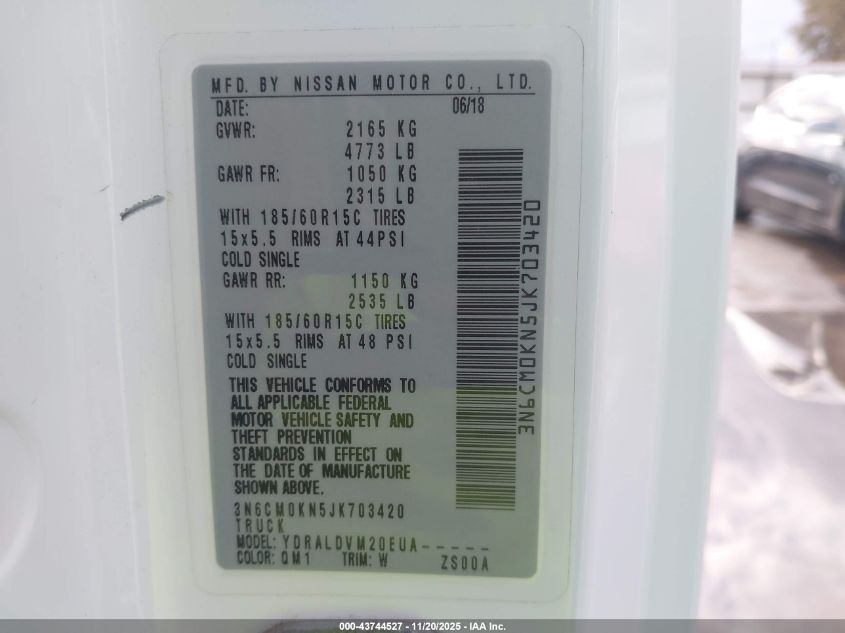 MFD. BY NISSAN MOTOR CO., LTD.
DATE: 06/18
GVWR: 2165 KG
4773 LB
GAWR FR: 1050 KG
2315 LB
WITH 185/60R15C TIRES
15x5.5 RIMS AT 44PSI
COLD SINGLE
GAWR RR: 1150 KG
2535 LB
WITH 185/60R15C TIRES
15x5.5 RIMS AT 48 PSI
COLD SINGLE
THIS VEHICLE CONFORMS TO
ALL APPLICABLE FEDERAL
MOTOR VEHICLE SAFETY AND
THEFT PREVENTION
STANDARDS IN EFFECT ON
THE DATE OF MANUFACTURE
SHOWN ABOVE.
3N6CM0KN5JK703420
TRUCK
MODEL: YDRALDVM20EUA-----
COLOR: QM1 TRIM: W ZS00A
3N6CM0KN5JK703420
000-43744527 - 11/20/2025 - IAA Inc.